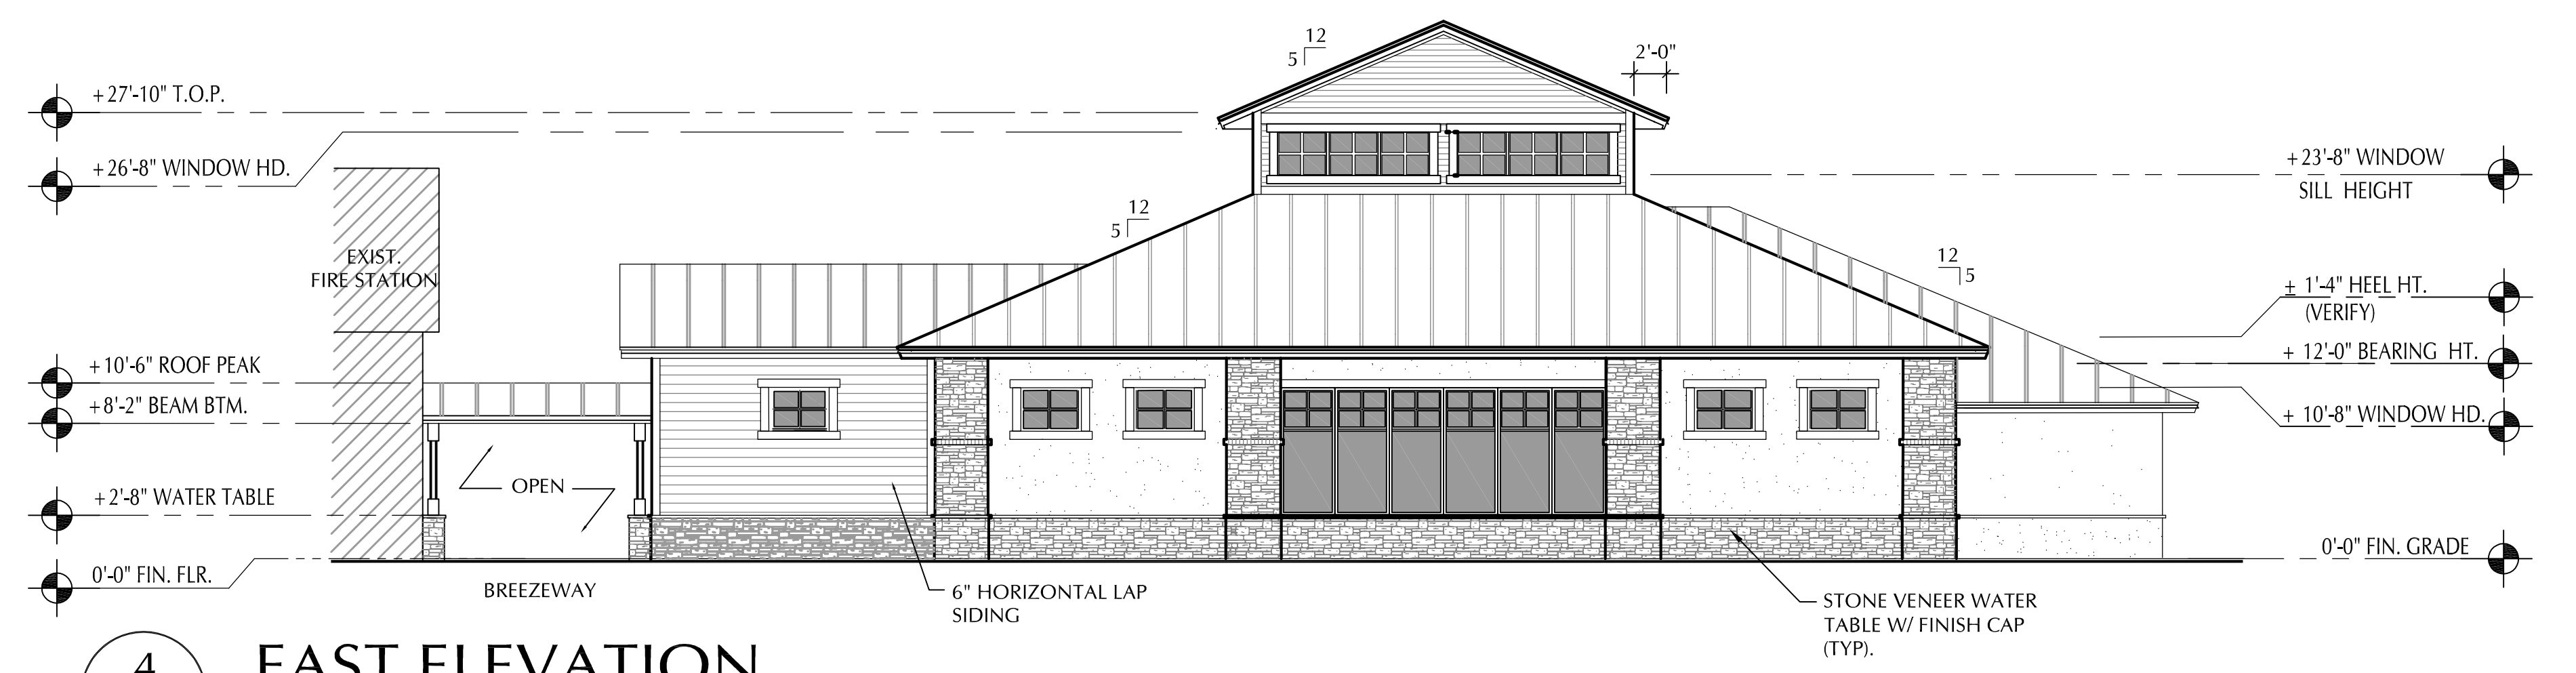 12
5
2'-0"
+27'-10" T.O.P.
+26'-8" WINDOW HD.
+23'-8" WINDOW
SILL HEIGHT
12
5
EXIST.
FIRE STATION
12
5
± 1'-4" HEEL HT.
(VERIFY)
+10'-6" ROOF PEAK
+ 12'-0" BEARING HT.
+8'-2" BEAM BTM.
+ 10'-8" WINDOW HD.
OPEN
+2'-8" WATER TABLE
0'-0" FIN. GRADE
0'-0" FIN. FLR.
BREEZEWAY
6" HORIZONTAL LAP
SIDING
STONE VENEER WATER
TABLE W/ FINISH CAP
(TYP).
4
EAST ELEVATION